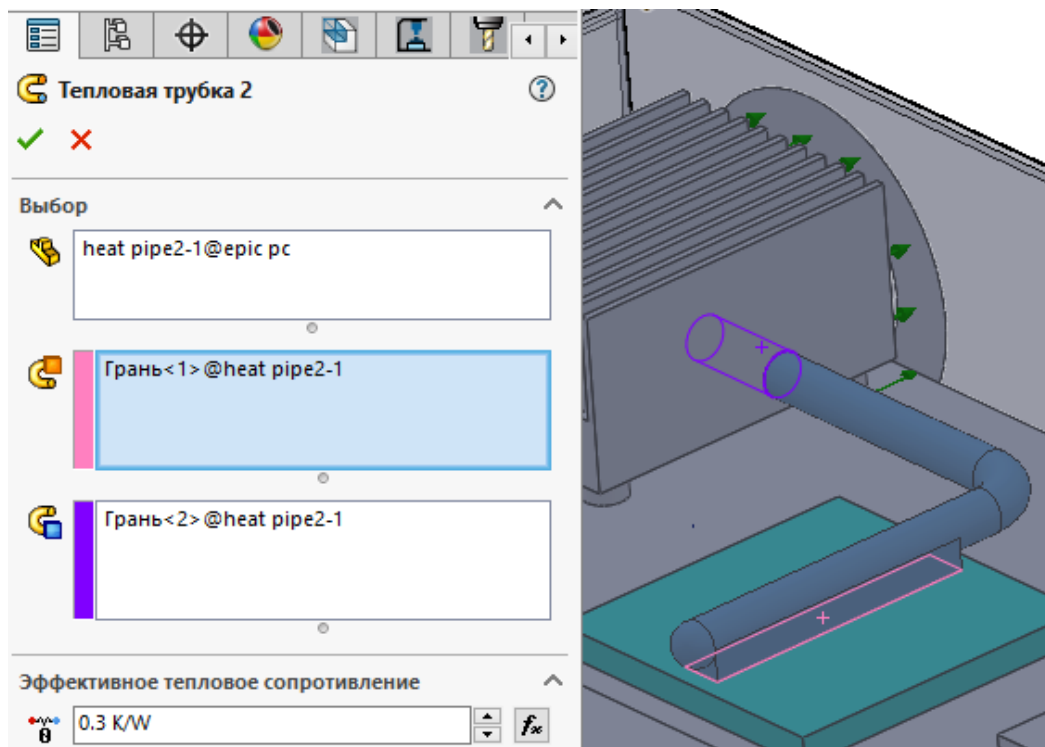 Тепловая трубка 2
Выбор
heat pipe2-1@epic pc
Грань<1>@heat pipe2-1
Грань<2>@heat pipe2-1
Эффективное тепловое сопротивление
0.3 K/W